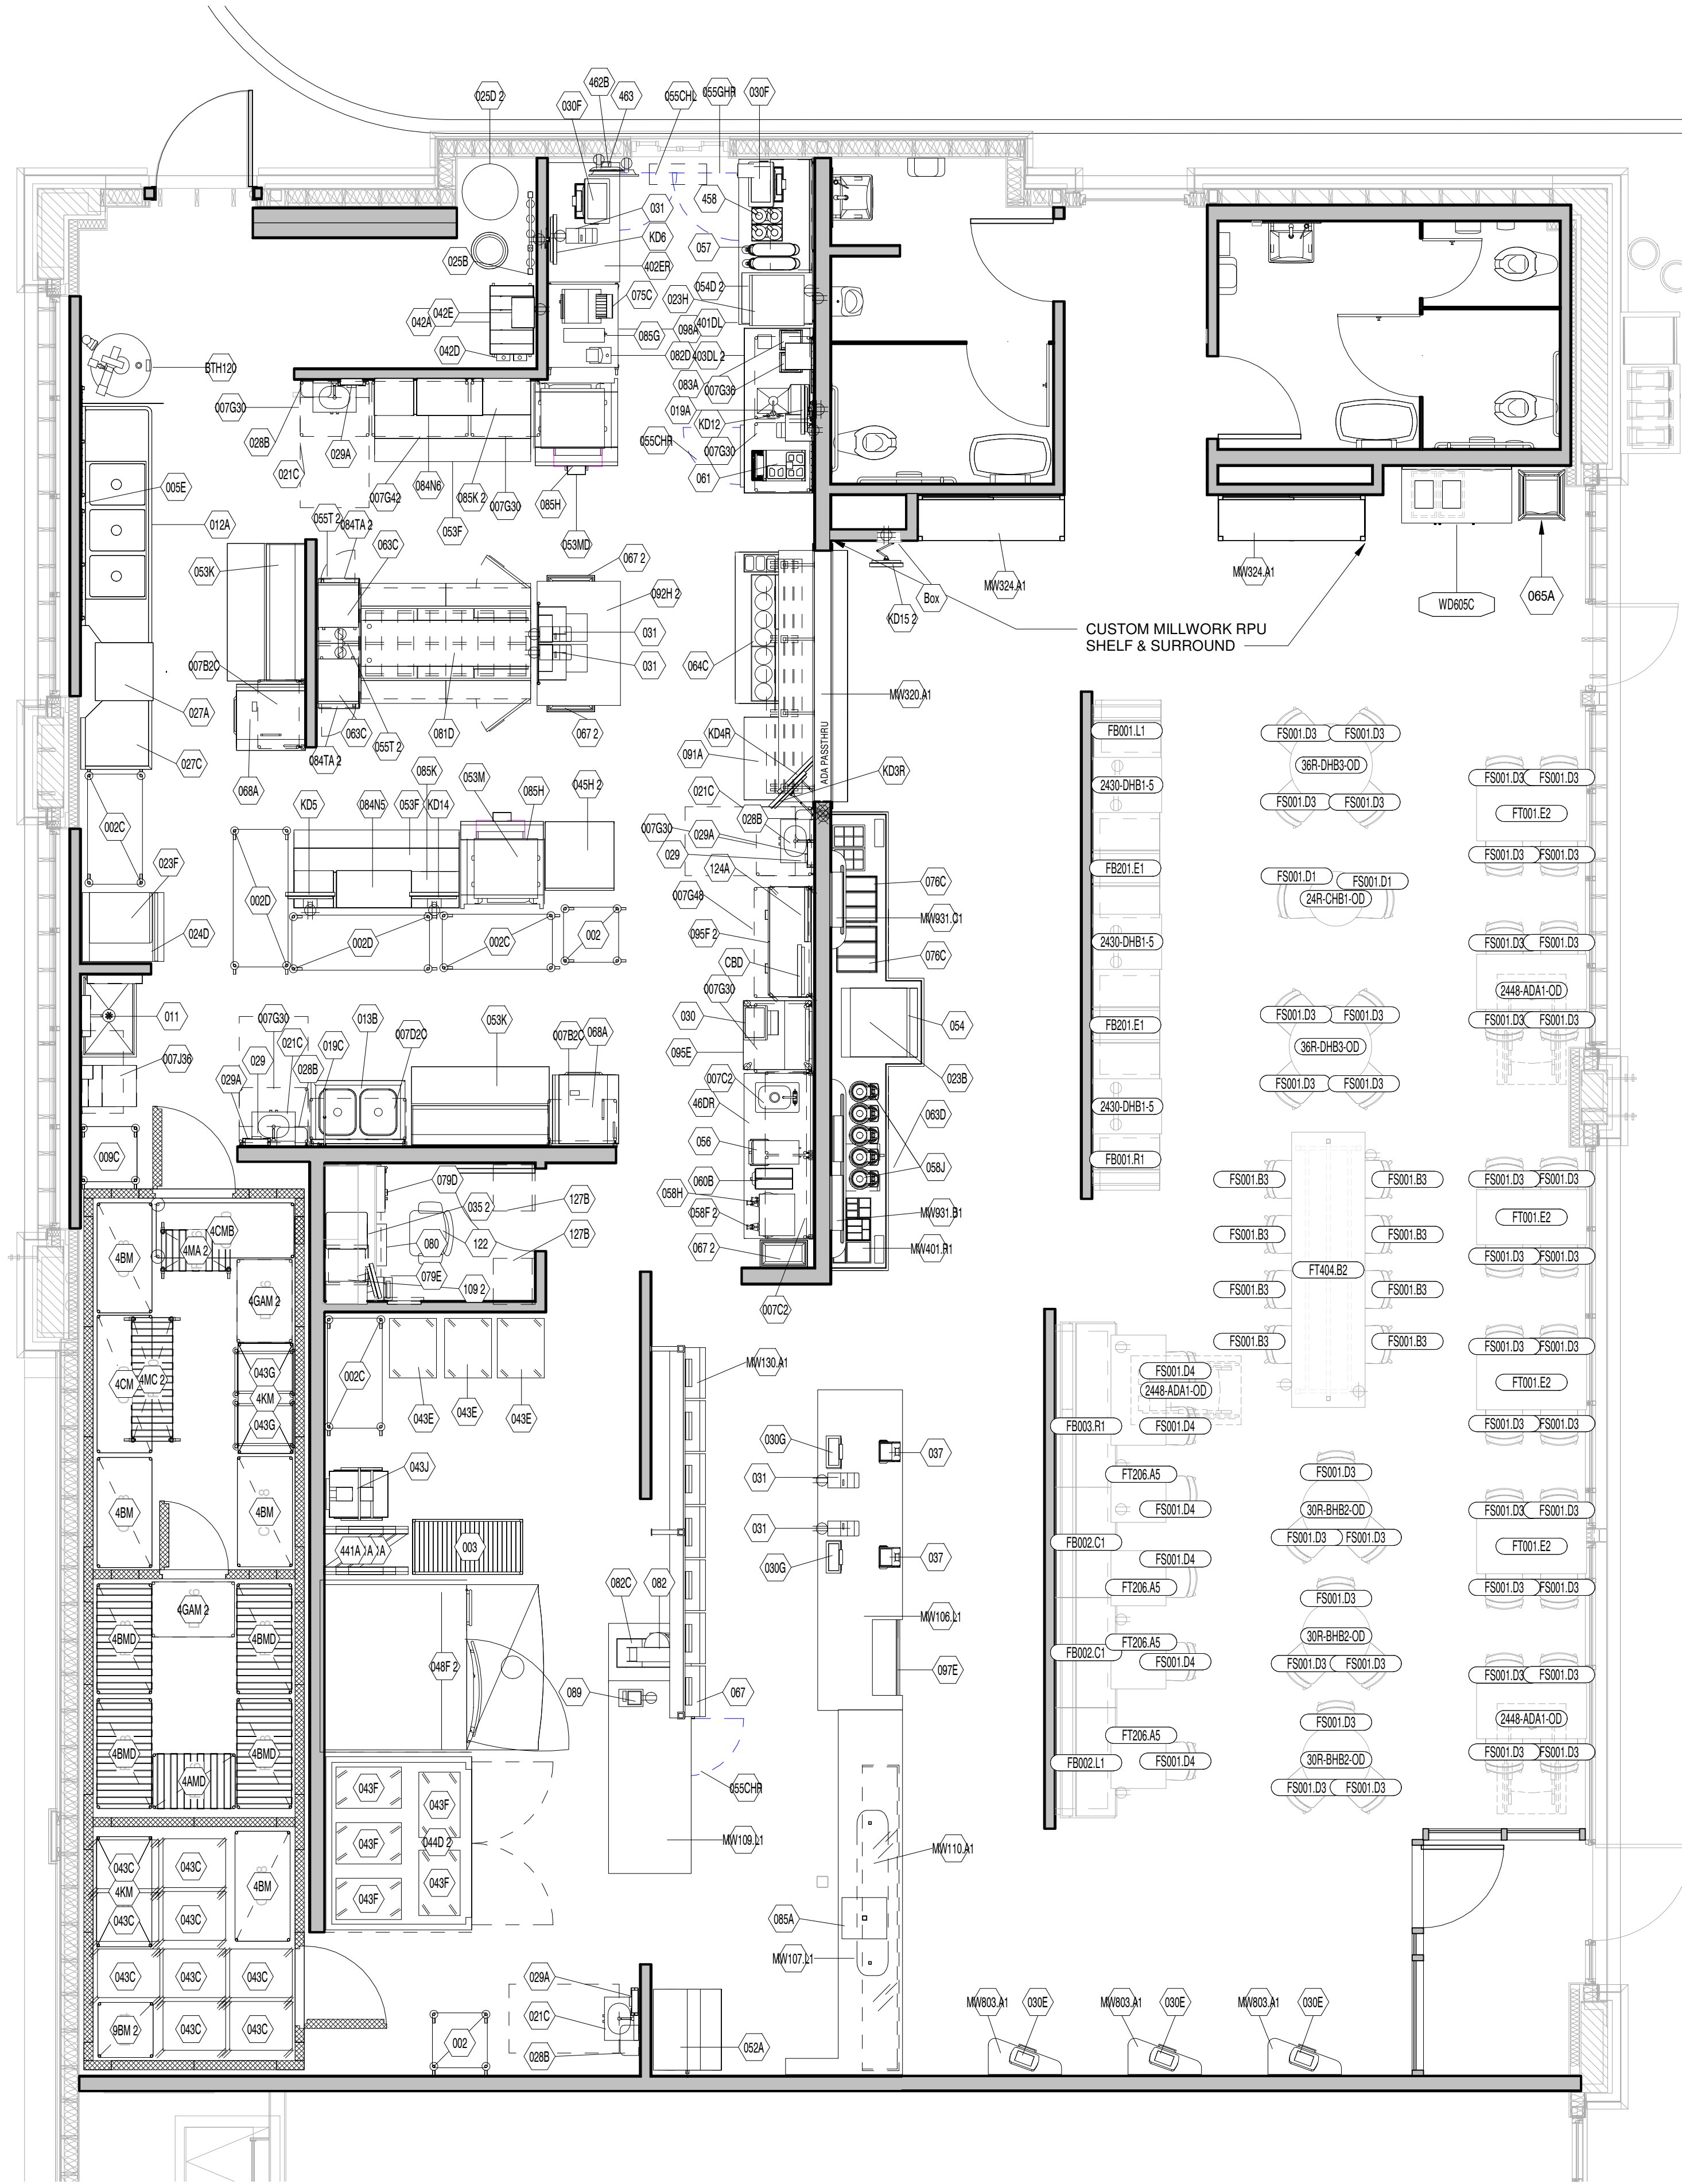 462B
025D 2
030F
463
055CHL
055GHR
030F
458
031
KD6
057
025B
402ER
054D 2
075C
023H
042E
042A
098A
401DL
085G
042D
082D
403DL 2
BTH120
083A
007G36
007G30
019A
KD12
028B
029A
055CHR
007G30
021C
007G42
084N6
085K 2
007G30
085H
061
005E
055T 2
084TA 2
053F
053MD
012A
063C
053K
067 2
092H 2
Box
KD15 2
MW324.A1
MW324.A1
WD605C
065A
CUSTOM MILLWORK RPU
SHELF & SURROUND
031
007B2C
031
064C
MW320.A1
027A
063C
055T 2
081D
067 2
ADA PASSTHRU
027C
084TA 2
068A
085K
053M
091A
KD4R
KD3R
FB001.L1
FS001.D3
FS001.D3
36R-DHB3-OD
KD5
084N5
053F
KD14
085H
045H 2
021C
2430-DHB1-5
FS001.D3
FS001.D3
FS001.D3
FS001.D3
FT001.E2
002C
028B
007G30
029A
029
FS001.D3
FS001.D3
023F
124A
FB201.E1
FS001.D1
FS001.D1
076C
007G48
24R-CHB1-OD
002D
MW931.C1
024D
002D
002C
002
095F 2
2430-DHB1-5
FS001.D3
FS001.D3
CBD
076C
007G30
2448-ADA1-OD
011
007G30
013B
007D2C
053K
007B2C
068A
030
054
FS001.D3
FS001.D3
FB201.E1
FS001.D3
FS001.D3
021C
019C
36R-DHB3-OD
007J36
029
028B
095E
029A
007C2
023B
FS001.D3
FS001.D3
46DR
063D
2430-DHB1-5
009C
056
FB001.R1
058J
079D
060B
FS001.B3
FS001.B3
FS001.D3
FS001.D3
035 2
127B
058H
4CMB
058F 2
MW931.B1
FT001.E2
4BM
4MA 2
080
122
127B
067 2
MW401.R1
FS001.B3
FS001.B3
FS001.D3
FS001.D3
FT404.B2
079E
109 2
4GAM 2
007C2
FS001.B3
FS001.B3
FS001.B3
FS001.B3
FS001.D3
FS001.D3
043G
MW130.A1
FS001.D4
4CM
4MC 2
4KM
002C
2448-ADA1-OD
FT001.E2
043G
043E
043E
043E
FB003.R1
FS001.D4
FS001.D3
FS001.D3
030G
037
043J
031
FT206.A5
FS001.D3
4BM
4BM
FS001.D4
30R-BHB2-OD
FS001.D3
FS001.D3
031
441A
003
FB002.C1
FS001.D3
FS001.D3
FT001.E2
030G
037
FS001.D4
082C
082
FT206.A5
FS001.D3
FS001.D3
FS001.D3
4GAM 2
MW106.L1
4BMD
4BMD
FT206.A5
30R-BHB2-OD
048F 2
FB002.C1
FS001.D4
FS001.D3
FS001.D3
097E
FS001.D3
FS001.D3
089
067
FS001.D3
2448-ADA1-OD
4BMD
4BMD
FT206.A5
FB002.L1
FS001.D4
30R-BHB2-OD
FS001.D3
FS001.D3
4AMD
055CHR
FS001.D3
FS001.D3
043F
043F
043F
044D 2
MW109.L1
MW110.A1
043C
043C
4KM
4BM
043F
043F
043C
043C
085A
MW107.L1
043C
043C
043C
029A
MW803.A1
030E
MW803.A1
030E
MW803.A1
030E
9BM 2
043C
043C
021C
002
028B
052A